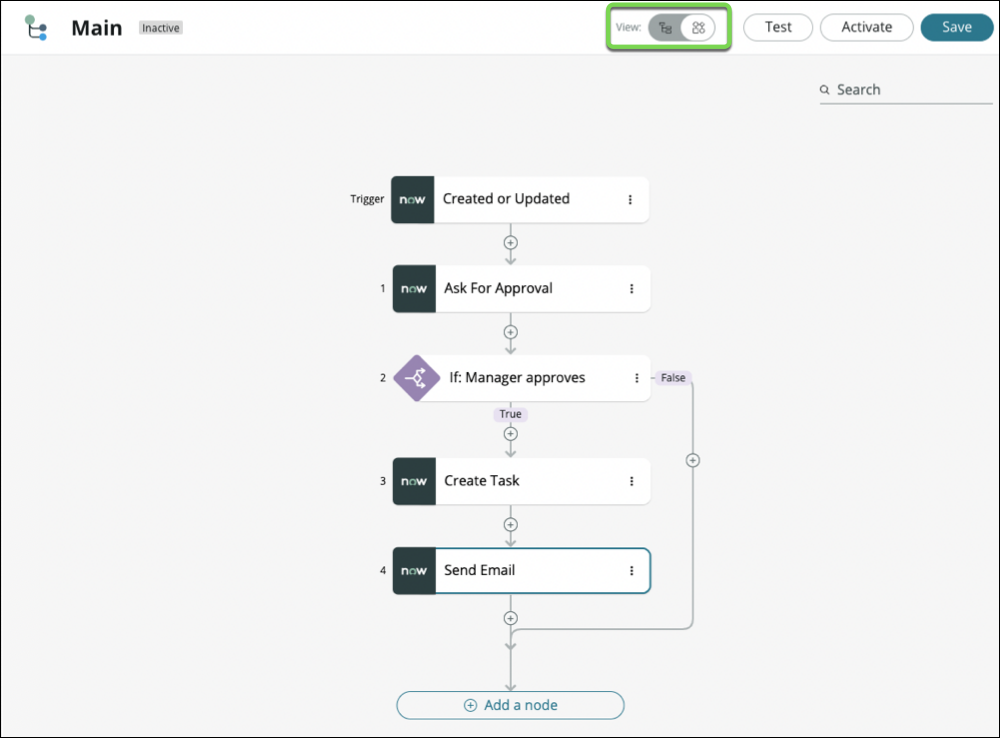 Main Inactive View: Test Activate Save
Search
Trigger now Created or Updated
1 now Ask For Approval
2 If: Manager approves False
True
3 now Create Task
4 now Send Email
Add a node